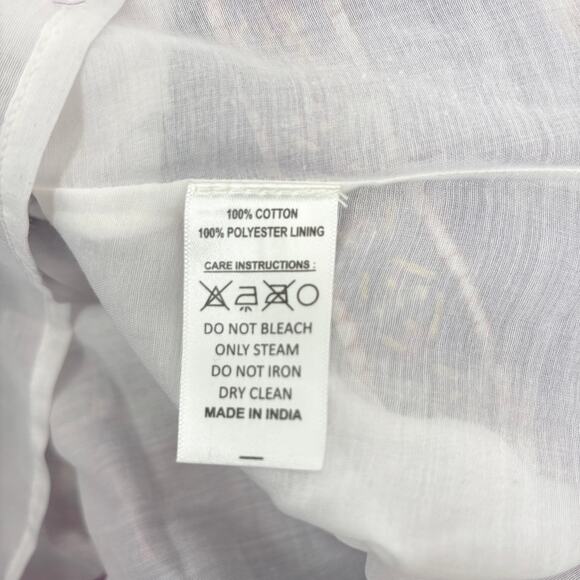 100% COTTON
100% POLYESTER LINING
CARE INSTRUCTIONS :
DO NOT BLEACH
ONLY STEAM
DO NOT IRON
DRY CLEAN
MADE IN INDIA